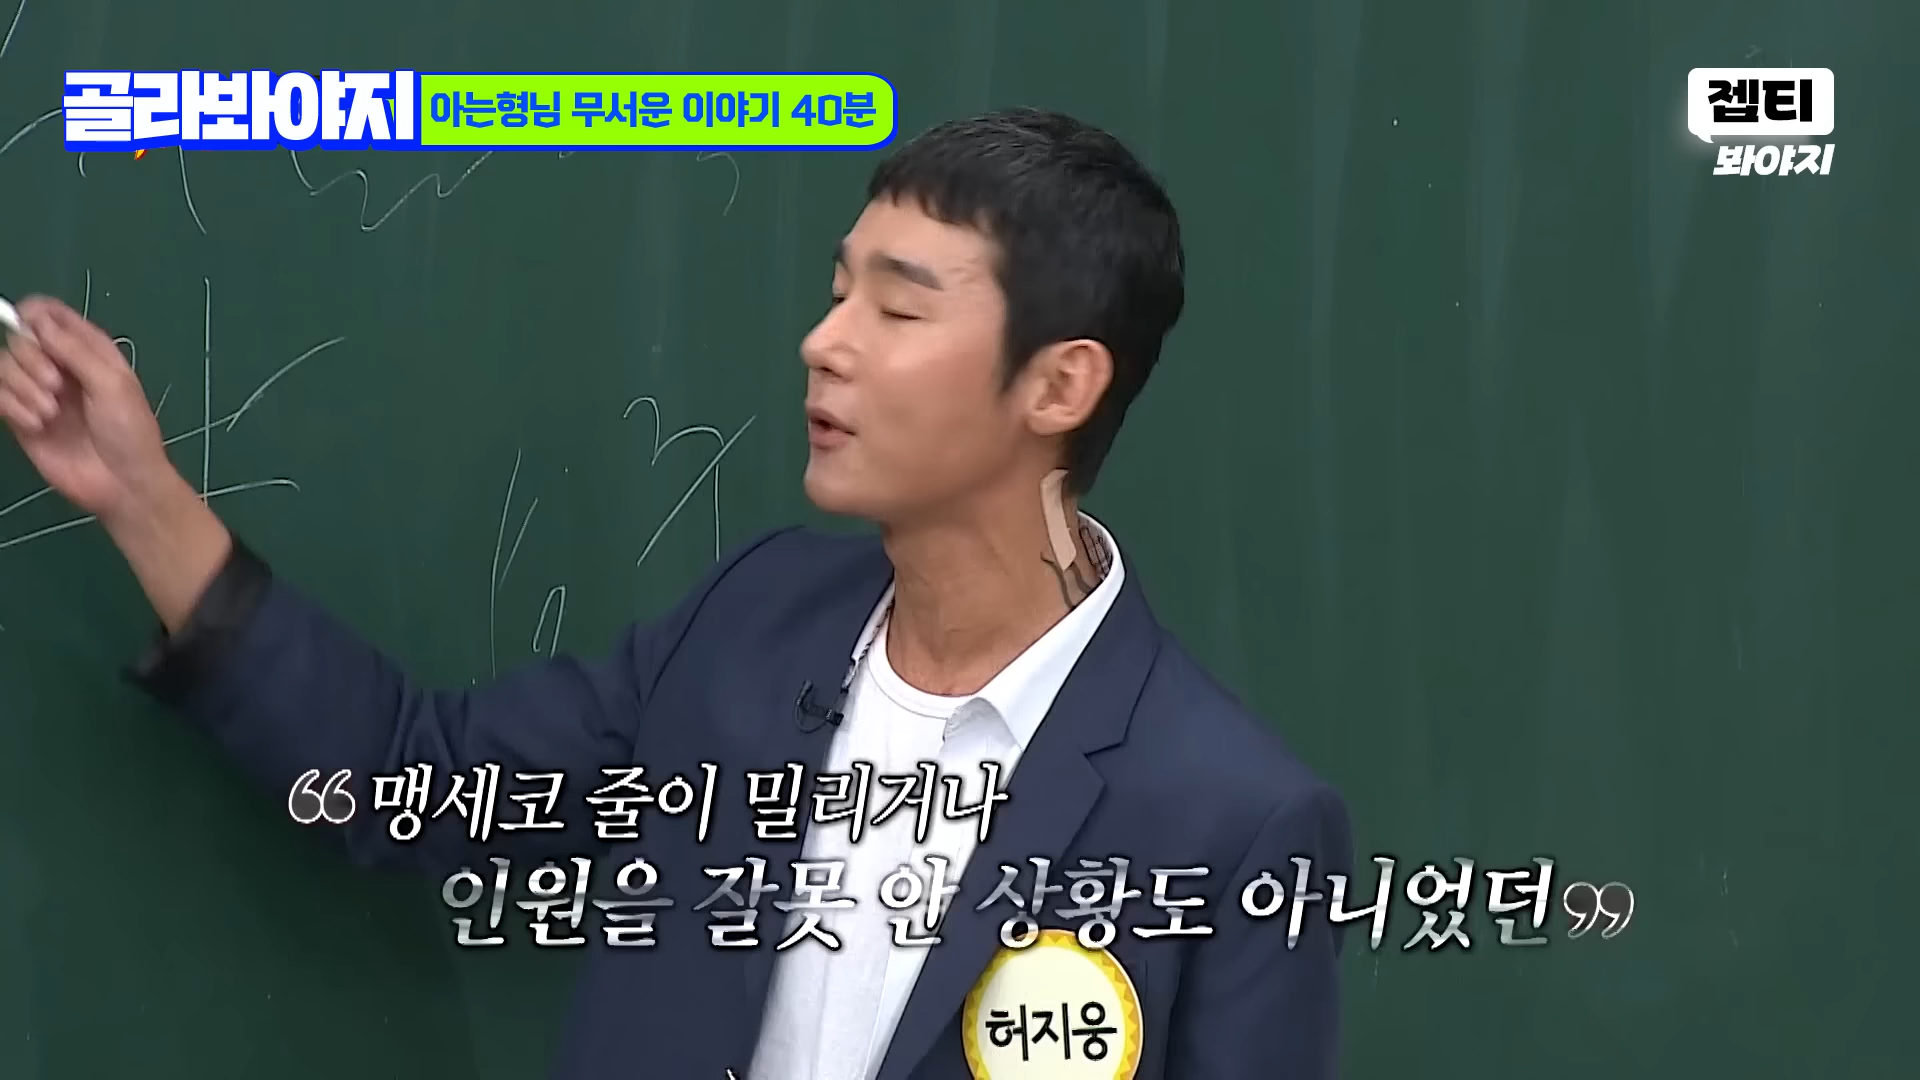 골라봐야지 아는형님 무서운 이야기 40분
젭티
봐야지
“맹세코 줄이 밀리거나
인원을 잘못 안 상황도 아니었던”
허지웅